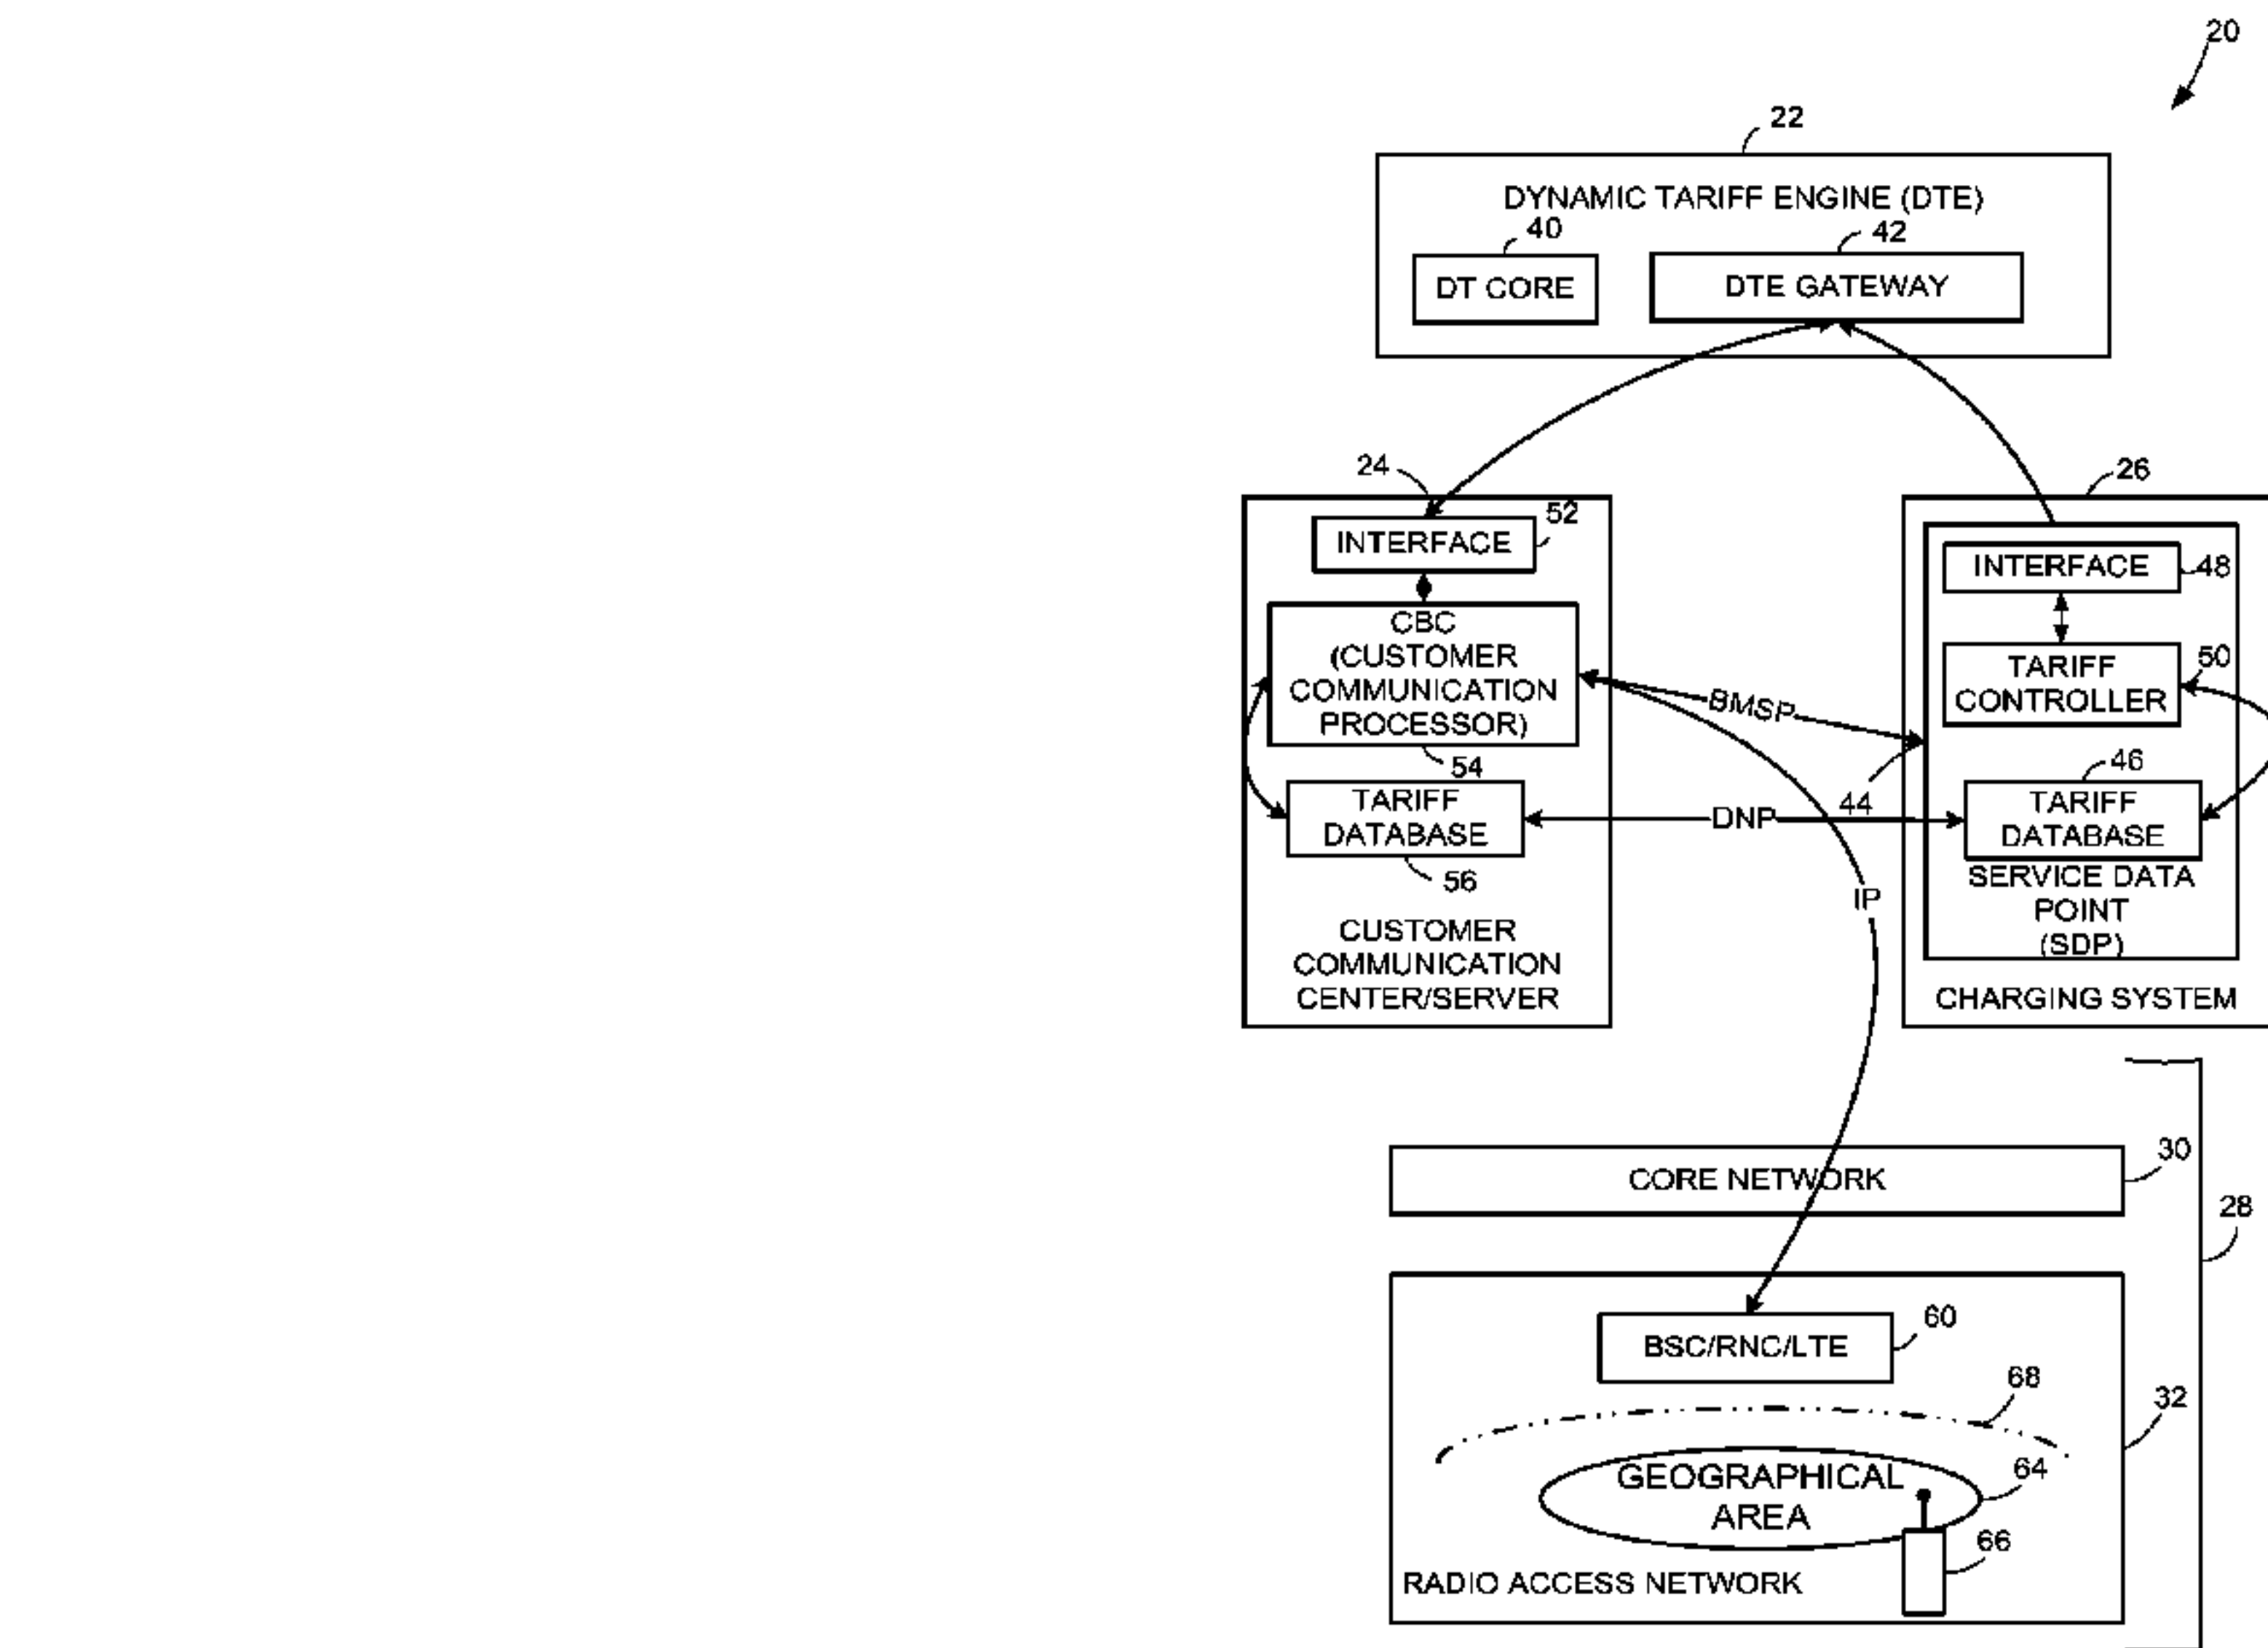 20
22
DYNAMIC TARIFF ENGINE (DTE)
40
42
DT CORE
DTE GATEWAY
24
26
52
INTERFACE
INTERFACE
48
CBC
(CUSTOMER
COMMUNICATION
PROCESSOR)
54
TARIFF
CONTROLLER
50
BMSP
44
46
TARIFF
DATABASE
56
DNP
TARIFF
DATABASE
SERVICE DATA
POINT
(SDP)
IP
CUSTOMER
COMMUNICATION
CENTER/SERVER
CHARGING SYSTEM
30
CORE NETWORK
28
60
BSC/RNC/LTE
68
32
GEOGRAPHICAL
AREA
64
66
RADIO ACCESS NETWORK